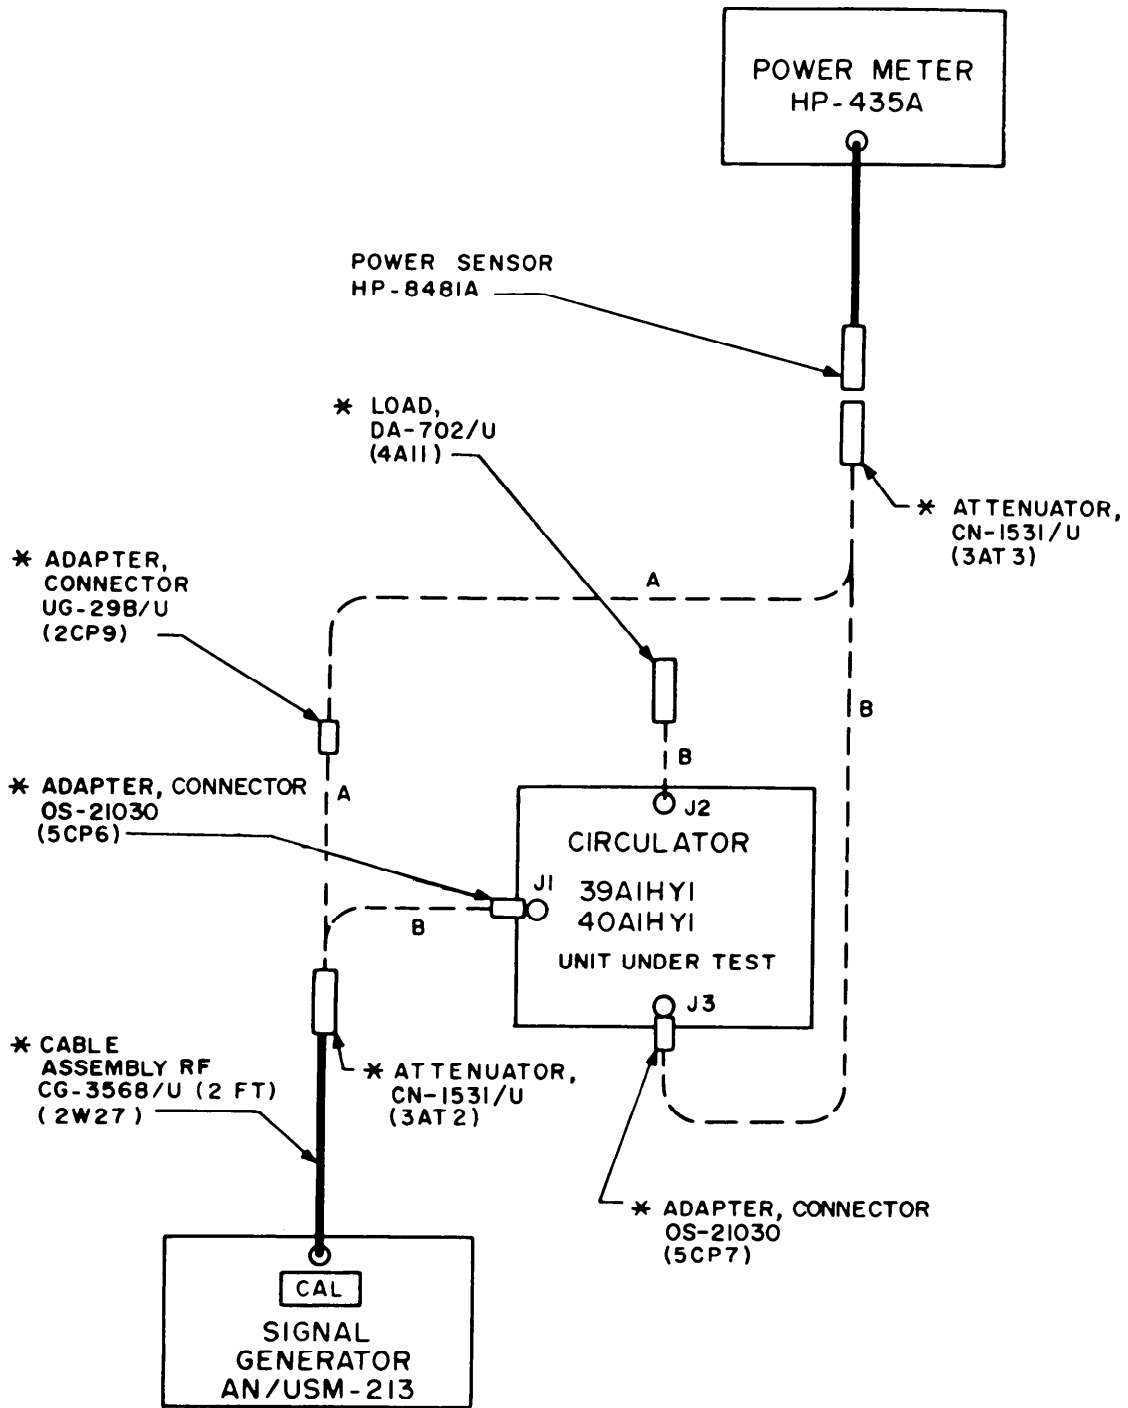 POWER METER
HP-435A
POWER SENSOR
HP-8481A
* LOAD,
DA-702/U
(4A11)
* ATTENUATOR,
CN-1531/U
(3AT3)
* ADAPTER,
CONNECTOR
UG-29B/U
(2CP9)
A
B
B
* ADAPTER, CONNECTOR
OS-21030
(5CP6)
A
J2
CIRCULATOR
J1
39A1HY1
40A1HY1
B
UNIT UNDER TEST
J3
* CABLE
ASSEMBLY RF
CG-3568/U (2 FT)
(2W27)
* ATTENUATOR,
CN-1531/U
(3AT2)
* ADAPTER, CONNECTOR
OS-21030
(5CP7)
CAL
SIGNAL
GENERATOR
AN/USM-213